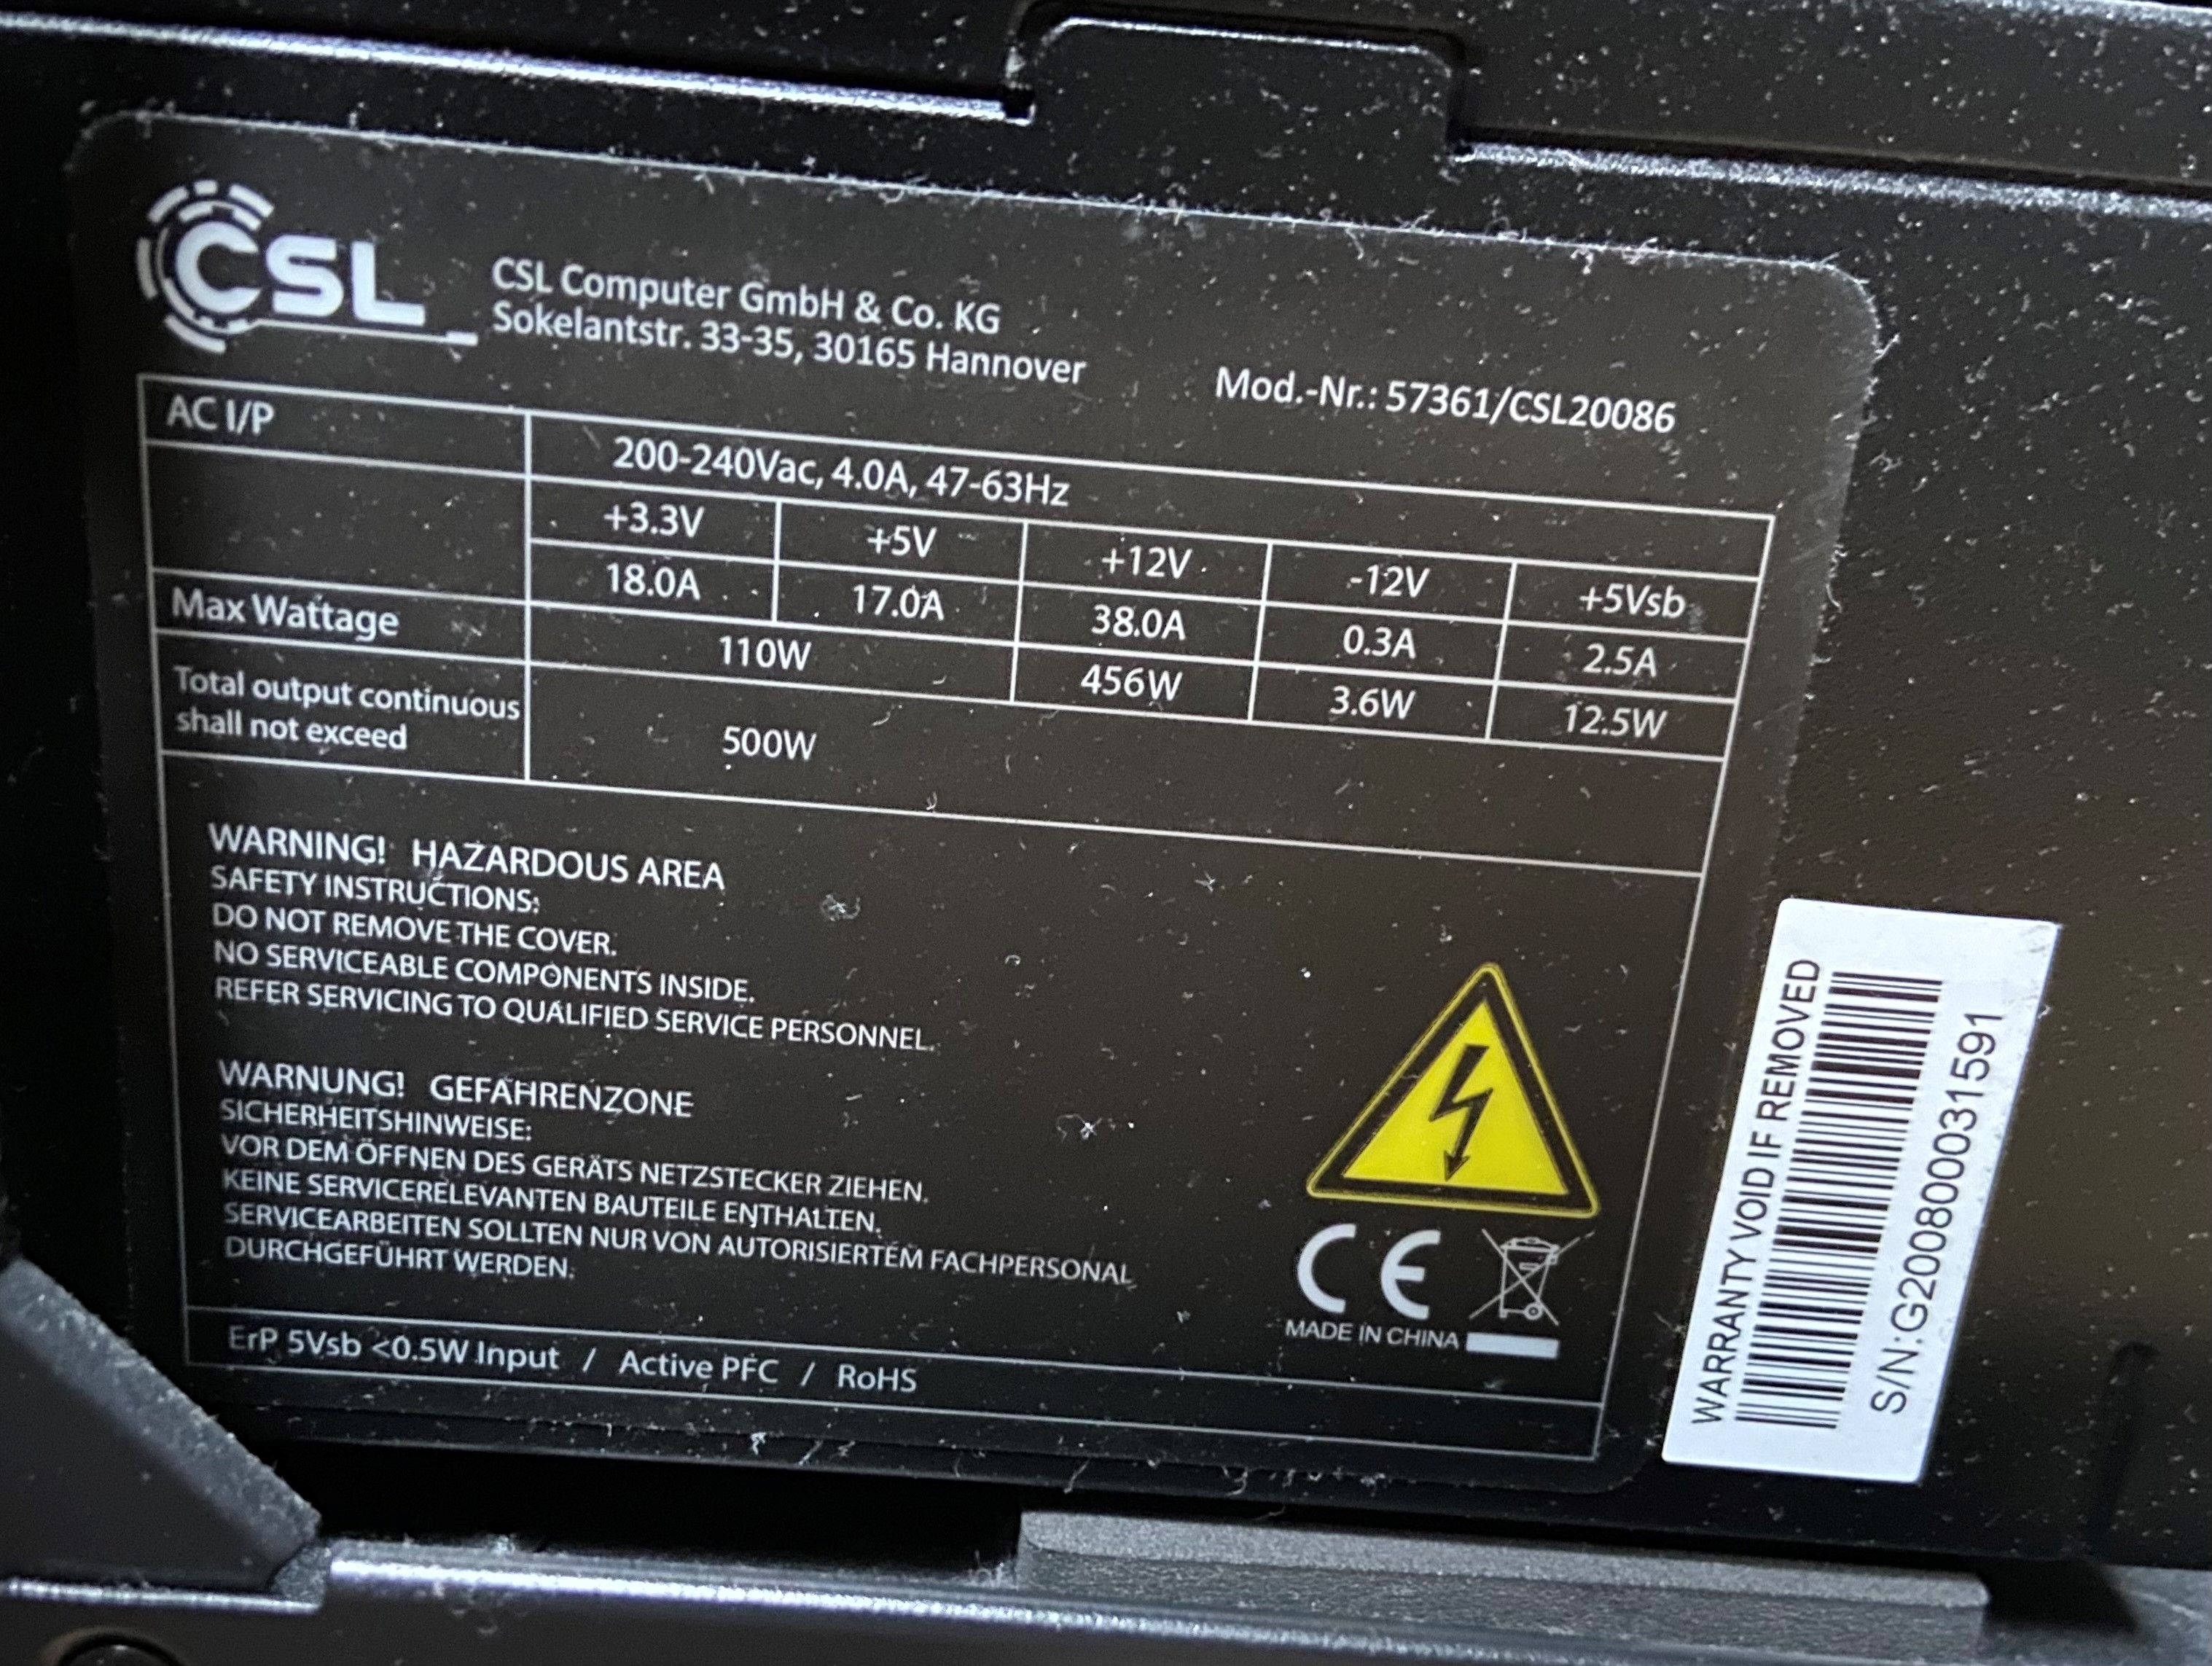 CSL
CSL Computer GmbH & Co. KG
Sokelantstr. 33-35, 30165 Hannover
Mod.-Nr.: 57361/CSL20086
AC I/P 200-240Vac, 4.0A, 47-63Hz
+3.3V +5V +12V -12V +5Vsb
18.0A 17.0A 38.0A 0.3A 2.5A
Max Wattage 110W 456W 3.6W 12.5W
Total output continuous
shall not exceed 500W
WARNING! HAZARDOUS AREA
SAFETY INSTRUCTIONS:
DO NOT REMOVE THE COVER.
NO SERVICEABLE COMPONENTS INSIDE.
REFER SERVICING TO QUALIFIED SERVICE PERSONNEL.
WARNUNG! GEFAHRENZONE
SICHERHEITSHINWEISE:
VOR DEM ÖFFNEN DES GERÄTS NETZSTECKER ZIEHEN.
KEINE SERVICERELEVANTEN BAUTEILE ENTHALTEN.
SERVICEARBEITEN SOLLTEN NUR VON AUTORISIERTEM FACHPERSONAL
DURCHGEFÜHRT WERDEN.
CE
MADE IN CHINA
ErP 5Vsb <0.5W Input / Active PFC / RoHS
WARRANTY VOID IF REMOVED
S/N:G200800031591